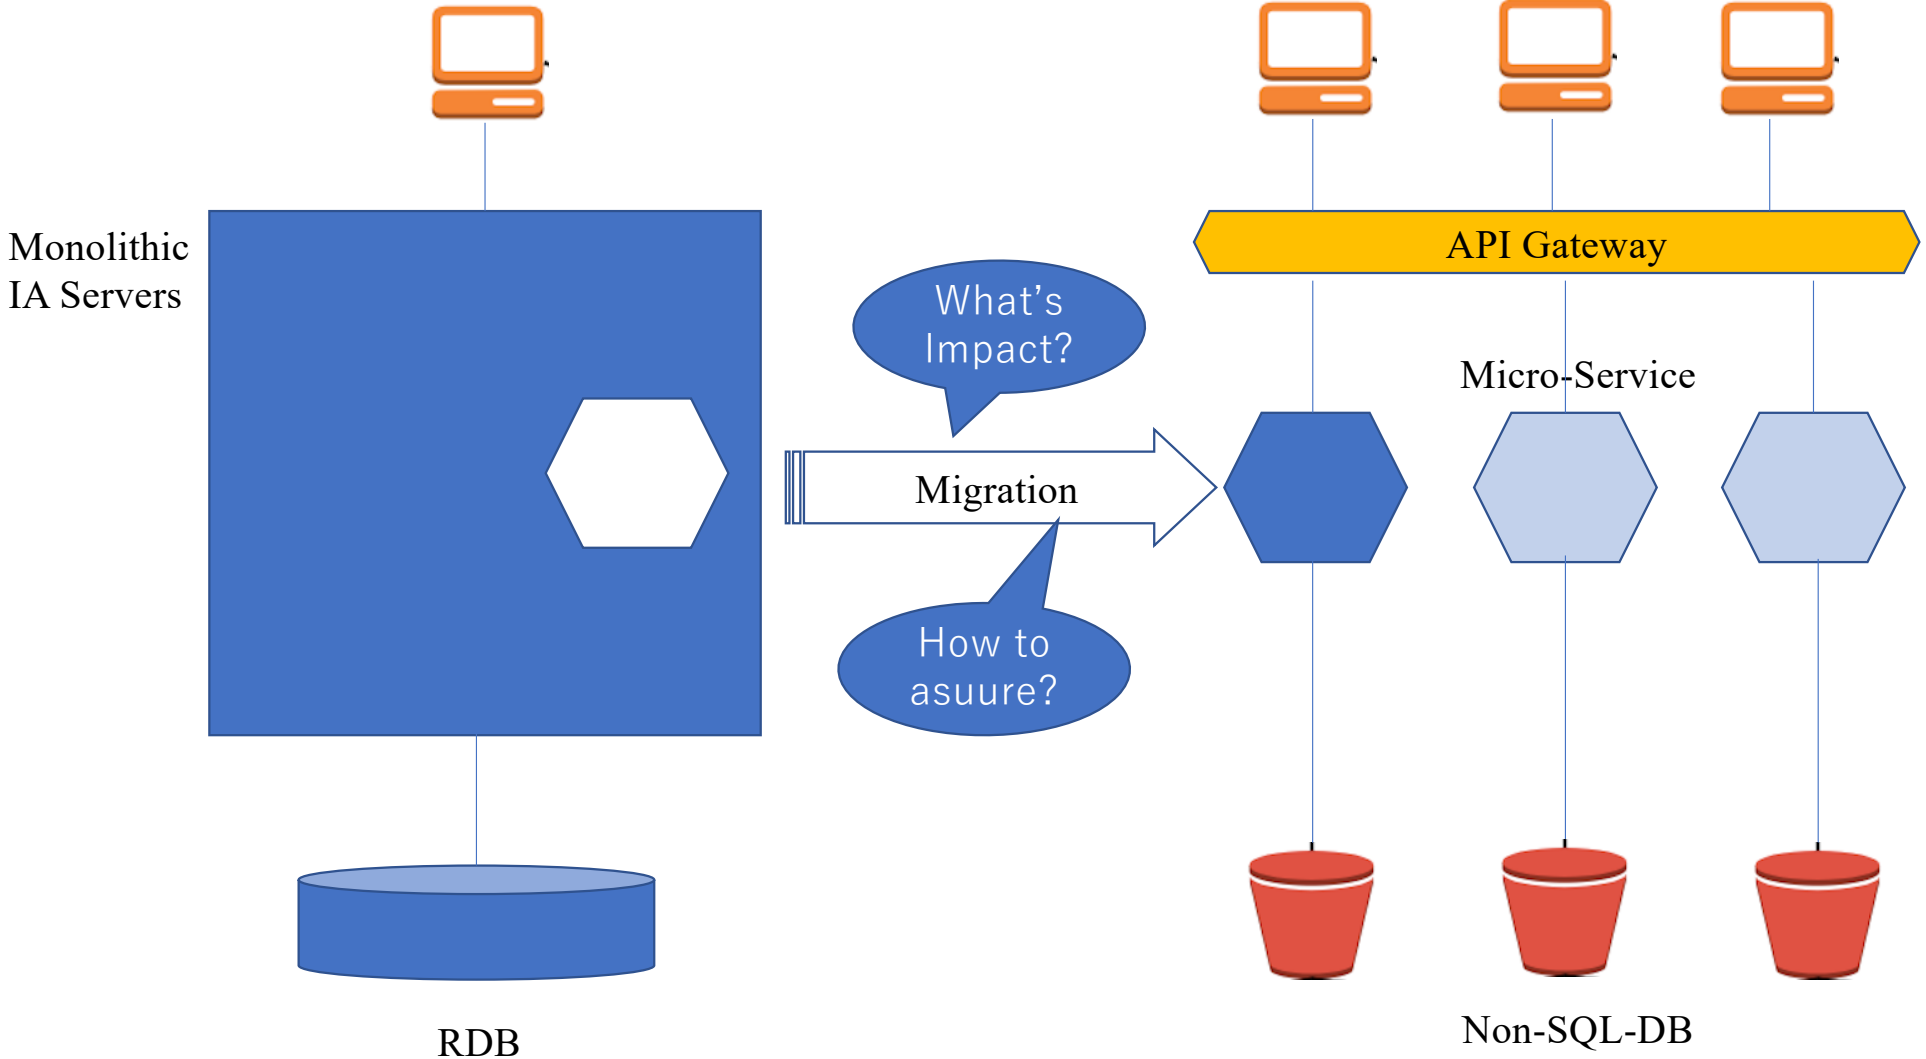 Monolithic
IA Servers
What's
Impact?
Migration
How to
asuure?
RDB
API Gateway
Micro-Service
Non-SQL-DB